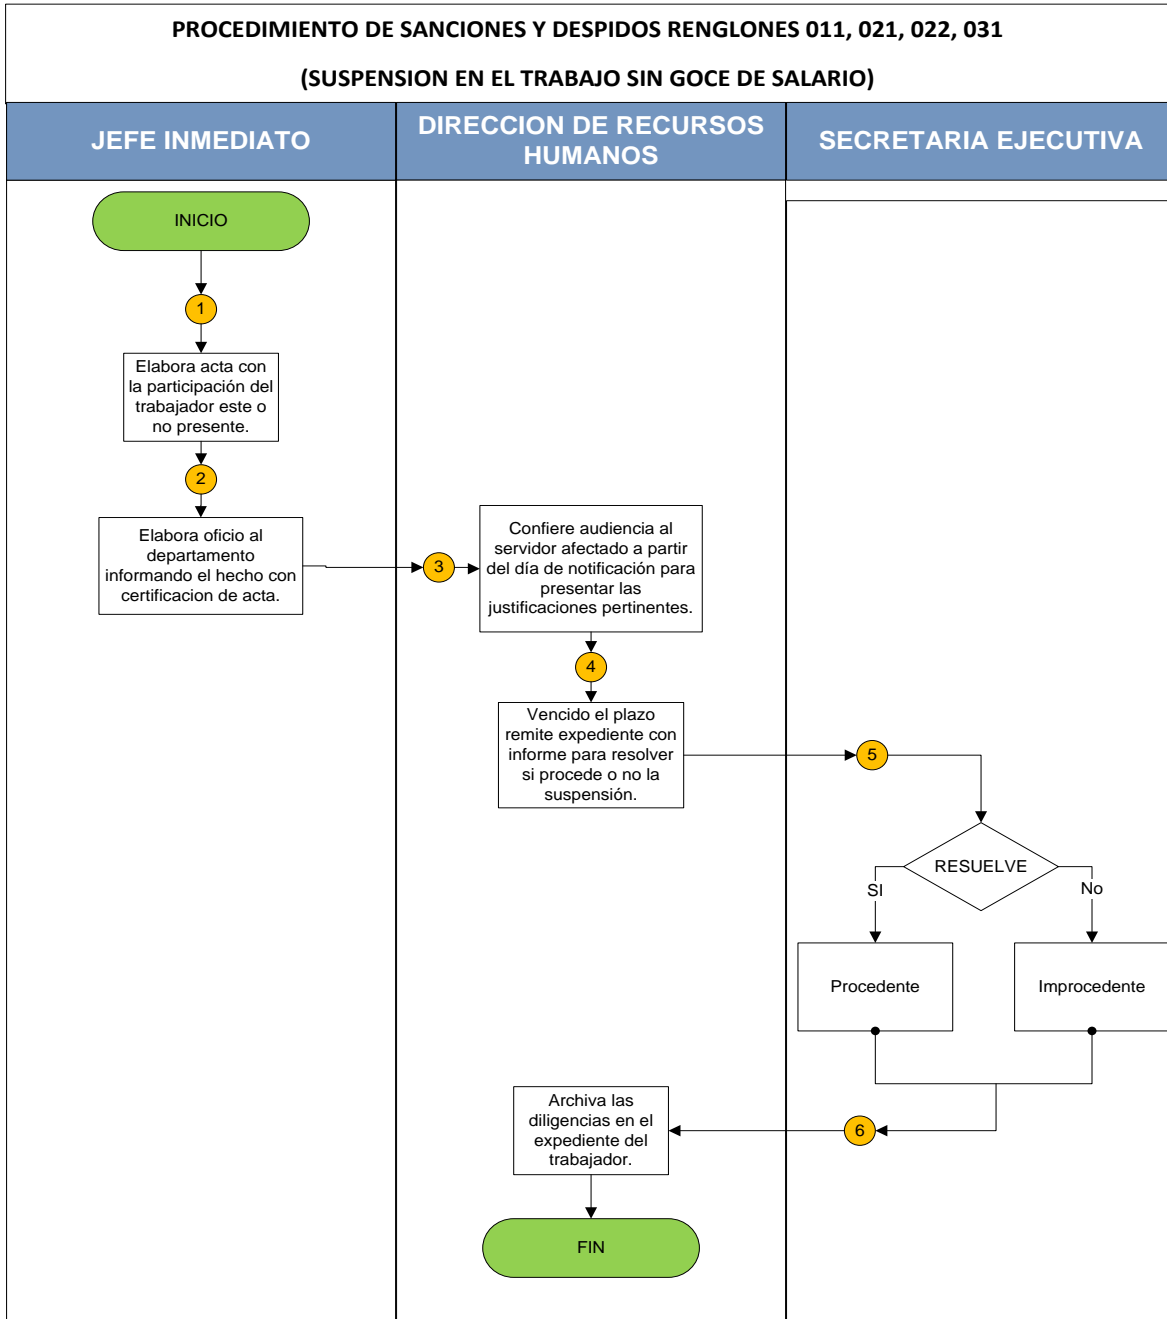 PROCEDIMIENTO DE SANCIONES Y DESPIDOS RENGLONES 011, 021, 022, 031
(SUSPENSION EN EL TRABAJO SIN GOCE DE SALARIO)
JEFE INMEDIATO
DIRECCION DE RECURSOS
HUMANOS
SECRETARIA EJECUTIVA
INICIO
1
Elabora acta con
la participación del
trabajador este o
no presente.
2
Elabora oficio al
departamento
informando el hecho con
certificacion de acta.
3
Confiere audiencia al
servidor afectado a partir
del día de notificación para
presentar las
justificaciones pertinentes.
4
Vencido el plazo
remite expediente con
informe para resolver
si procede o no la
suspensión.
5
RESUELVE
SI
No
Procedente
Improcedente
6
Archiva las
diligencias en el
expediente del
trabajador.
FIN